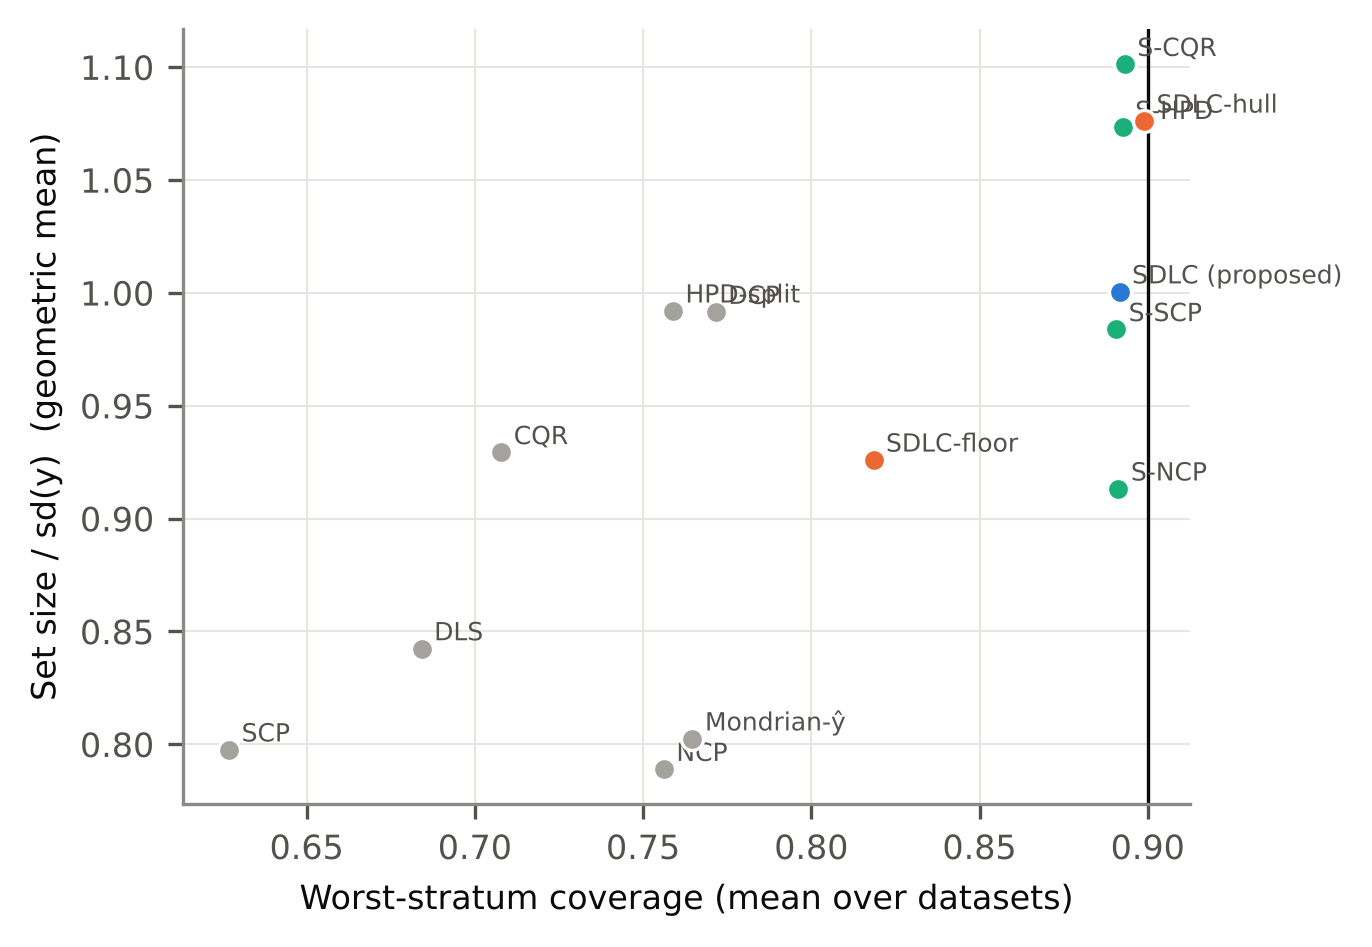 S-CQR
SDLC-hull
S-HPD
SDLC (proposed)
S-SCP
HPD-split
DCP
CQR
SDLC-floor
S-NCP
DLS
SCP
Mondrian-ŷ
NCP
1.10
1.05
1.00
0.95
0.90
0.85
0.80
Set size / sd(y) (geometric mean)
0.65 0.70 0.75 0.80 0.85 0.90
Worst-stratum coverage (mean over datasets)